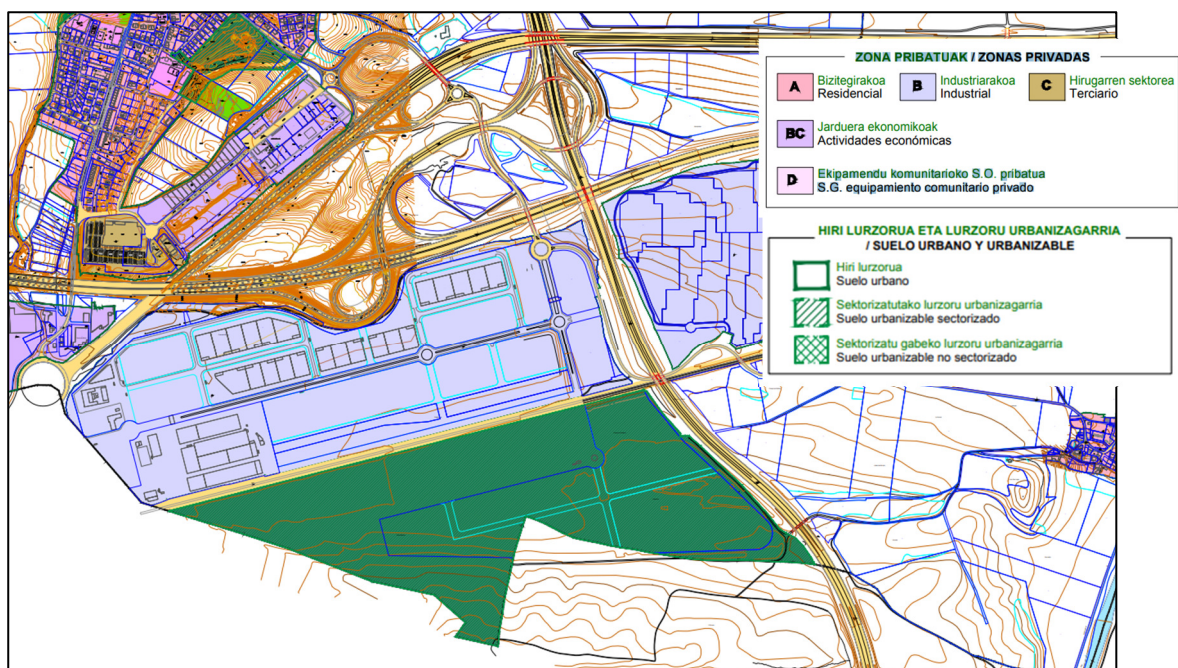 ZONA PRIBATUAK / ZONAS PRIVADAS
A Bizitegirakoa
Residencial
B Industriarakoa
Industrial
C Hirugarren sektorea
Terciario
BC Jarduera ekonomikoak
Actividades económicas
D Ekipamendu komunitarioko S.O. pribatua
S.G. equipamiento comunitario privado
HIRI LURZORUA ETA LURZORU URBANIZAGARRIA
/ SUELO URBANO Y URBANIZABLE
Hiri lurzorua
Suelo urbano
Sektorizatutako lurzoru urbanizagarria
Suelo urbanizable sectorizado
Sektorizatu gabeko lurzoru urbanizagarria
Suelo urbanizable no sectorizado